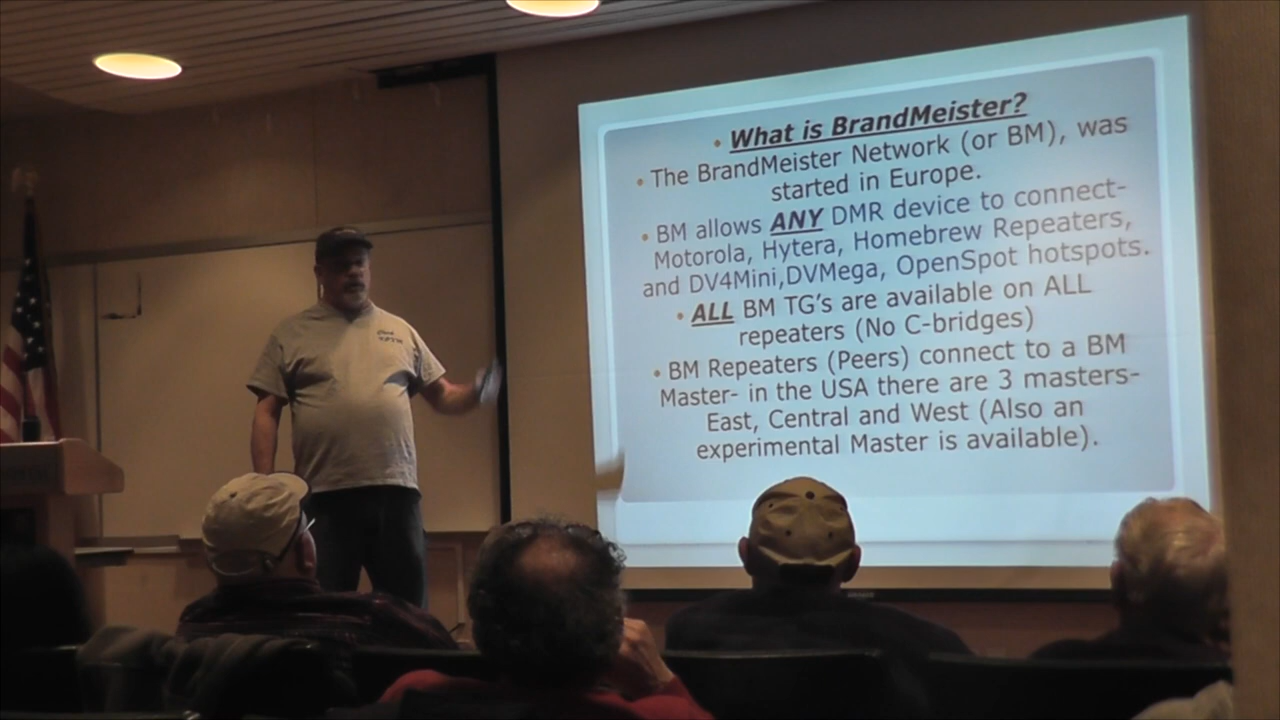 • What is BrandMeister?
• The BrandMeister Network (or BM), was
started in Europe.
• BM allows ANY DMR device to connect-
Motorola, Hytera, Homebrew Repeaters,
and DV4Mini,DVMega, OpenSpot hotspots.
• ALL BM TG's are available on ALL
repeaters (No C-bridges)
• BM Repeaters (Peers) connect to a BM
Master- in the USA there are 3 masters-
East, Central and West (Also an
experimental Master is available).